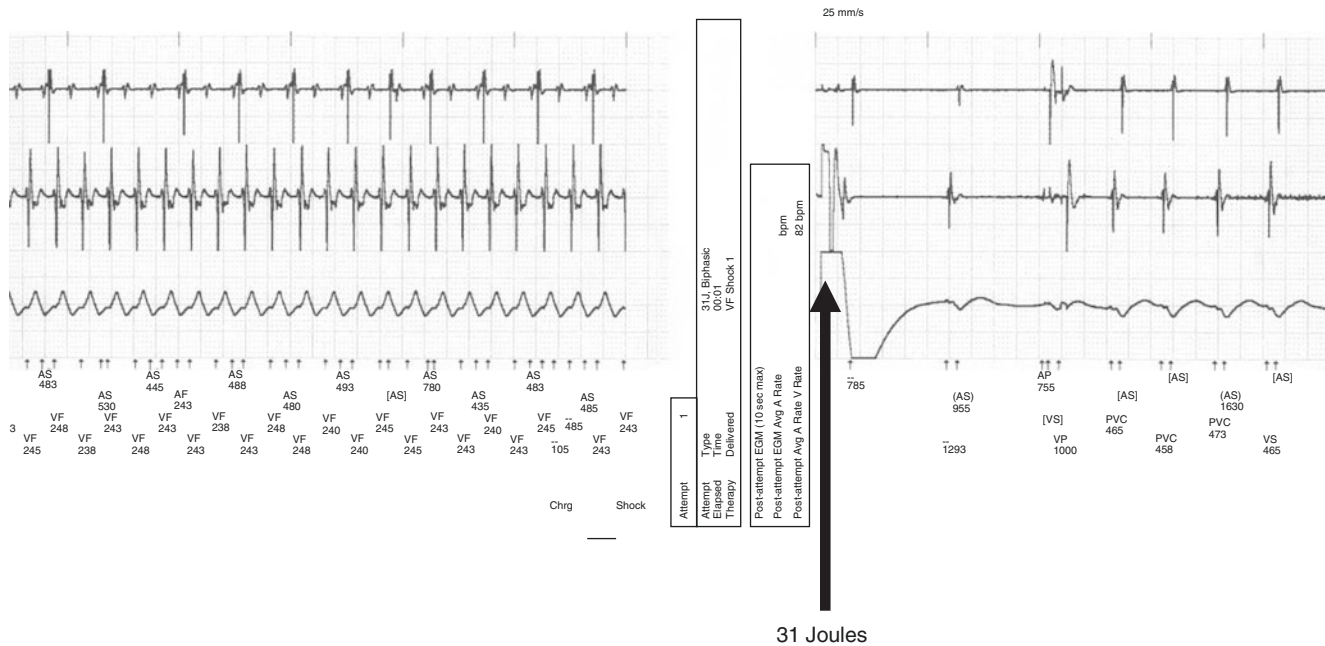 25 mm/s
AS AS AS AS AS AS
483 445 488 493 780 483
AS AF AS [AS] AS AS
530 243 480 435 485
VF VF VF VF VF VF VF VF VF VF -- VF
3 248 243 243 238 248 240 245 243 240 245 485 243
VF VF VF VF VF VF VF VF VF VF -- VF
245 238 248 243 243 248 240 245 243 243 105 243
Chrg Shock
Attempt 1
Attempt Type 31J, Biphasic
Elapsed Time 00:01
Therapy Delivered VF Shock 1
Post-attempt EGM (10 sec max)
Post-attempt EGM Avg A Rate bpm
Post-attempt Avg A Rate V Rate 82 bpm
785
AP [AS] [AS]
755
(AS) [AS] (AS)
955 1630
[VS] PVC PVC
465 473
-- VP PVC VS
1293 1000 458 465
31 Joules